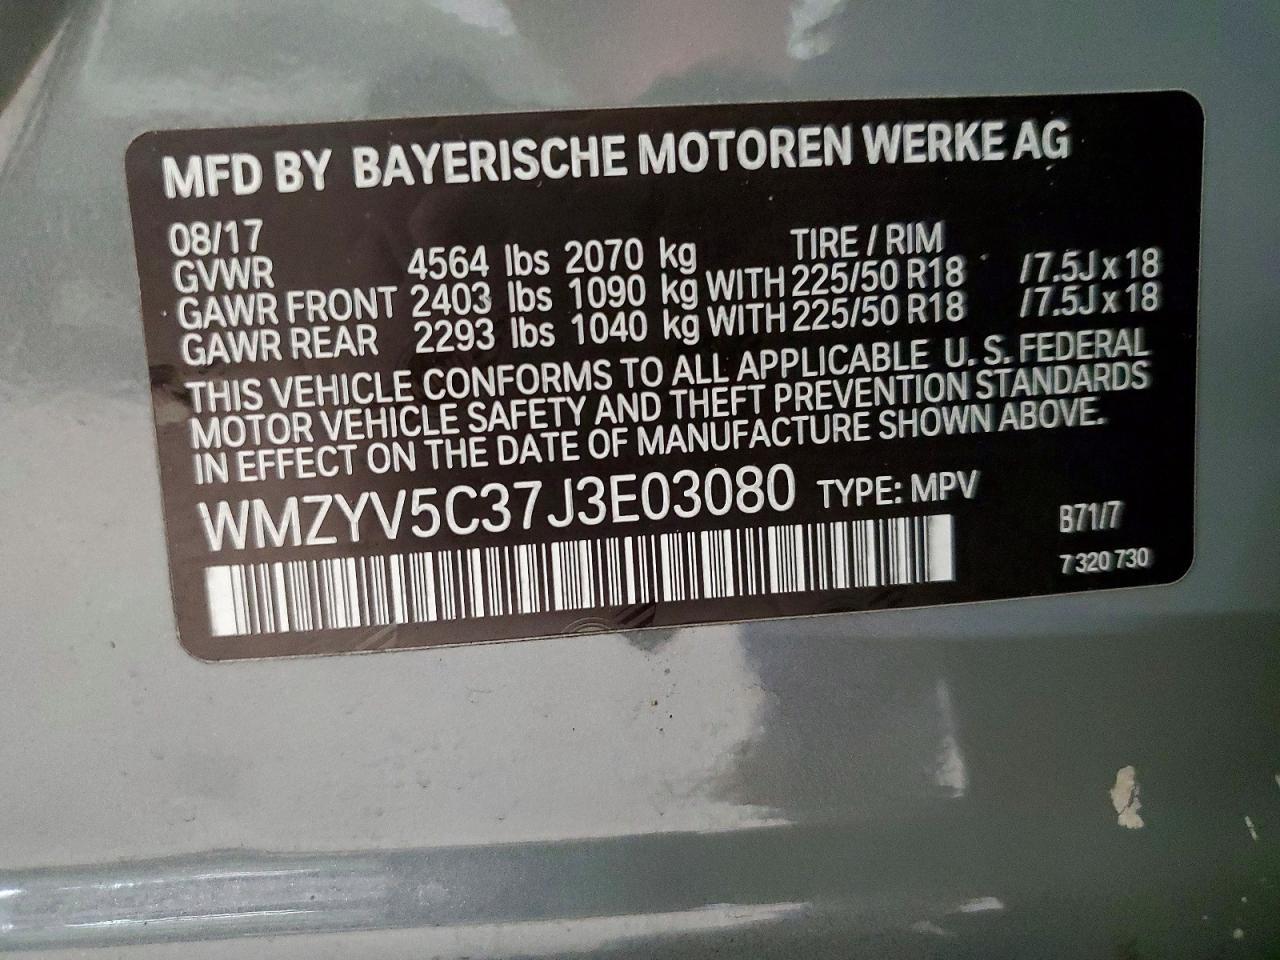 MFD BY BAYERISCHE MOTOREN WERKE AG
08/17 TIRE / RIM
GVWR 4564 lbs 2070 kg
GAWR FRONT 2403 lbs 1090 kg WITH 225/50 R18 /7.5J x 18
GAWR REAR 2293 lbs 1040 kg WITH 225/50 R18 /7.5J x 18
THIS VEHICLE CONFORMS TO ALL APPLICABLE U. S. FEDERAL
MOTOR VEHICLE SAFETY AND THEFT PREVENTION STANDARDS
IN EFFECT ON THE DATE OF MANUFACTURE SHOWN ABOVE.
WMZYV5C37J3E03080 TYPE: MPV
B71/7
7 320 730